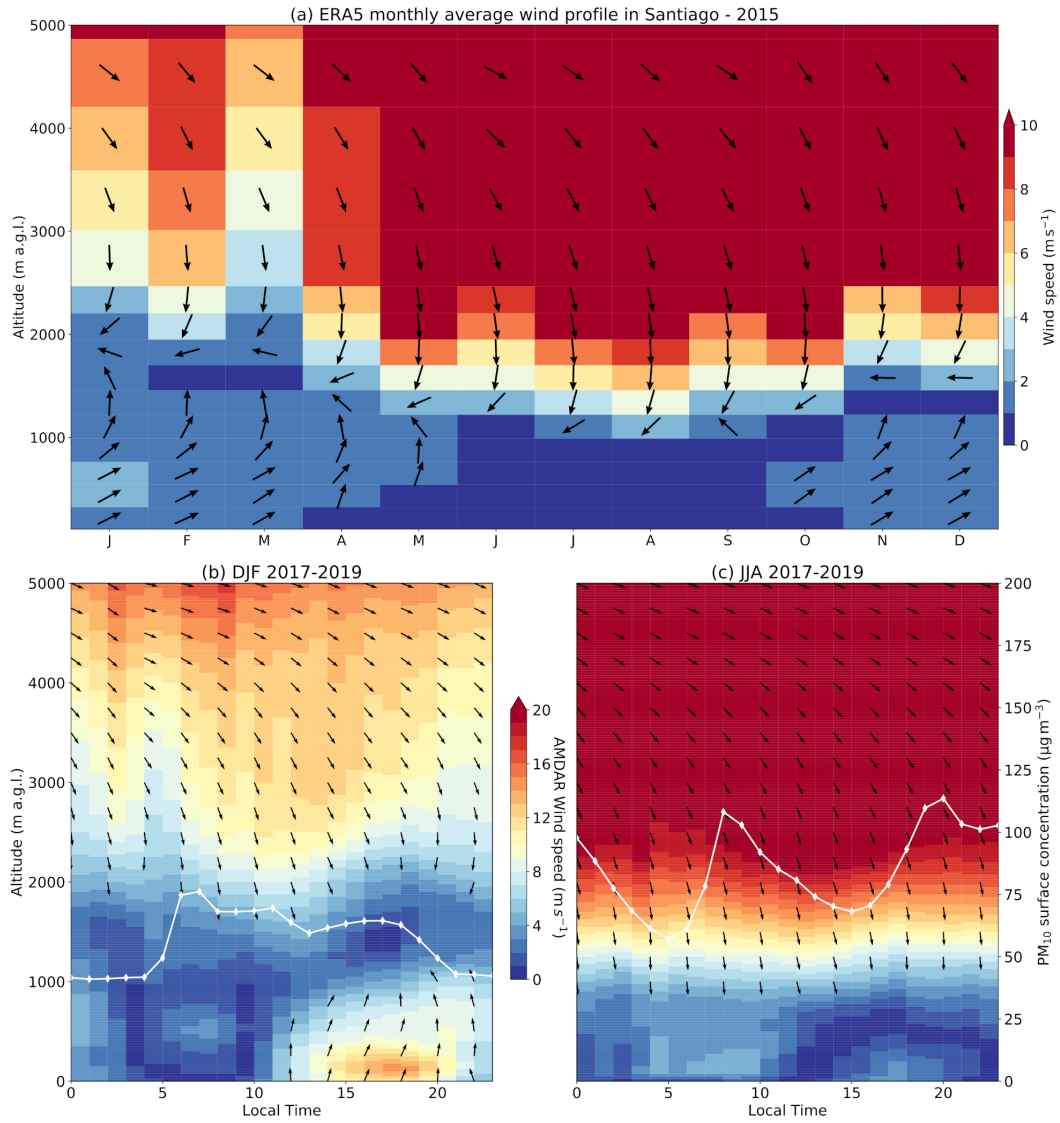 (a) ERA5 monthly average wind profile in Santiago - 2015
5000
4000
3000
2000
1000
Altitude (m a.g.l.)
J F M A M J J A S O N D
10
8
6
4
2
0
Wind speed (m s⁻¹)
(b) DJF 2017-2019
5000
4000
3000
2000
1000
0
Altitude (m a.g.l.)
0 5 10 15 20
Local Time
20
16
12
8
4
0
AMDAR Wind speed (m s⁻¹)
(c) JJA 2017-2019
0 5 10 15 20
Local Time
200
175
150
125
100
75
50
25
0
PM₁₀ surface concentration (µg m⁻³)